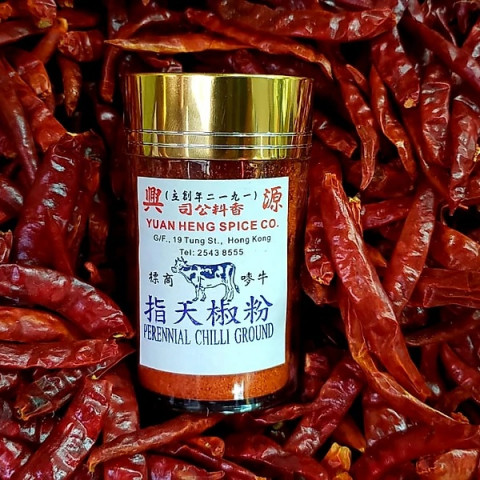 源興
(一九一二年創立)
香料公司
YUAN HENG SPICE CO.
G/F., 19 Tung St., Hong Kong
Tel: 2543 8555
牛嘜商標
指天椒粉
PERENNIAL CHILLI GROUND